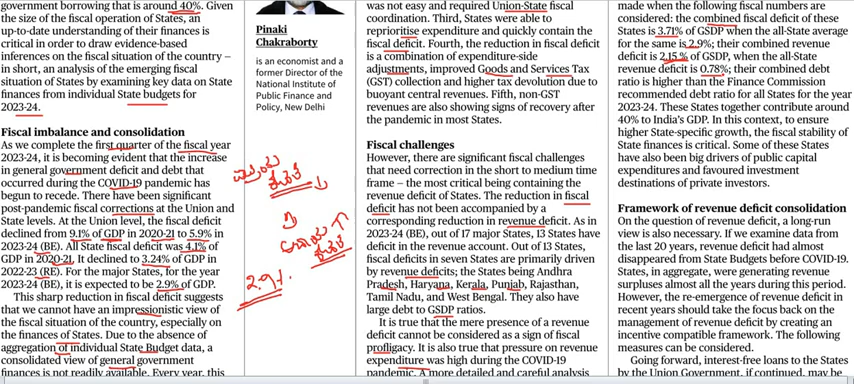 government borrowing that is around 40%. Given
the size of the fiscal operation of States, an
up-to-date understanding of their finances is
critical in order to draw evidence-based
inferences on the fiscal situation of the country —
in short, an analysis of the emerging fiscal
situation of States by examining key data on State
finances from individual State budgets for
2023-24.
Fiscal imbalance and consolidation
As we complete the first quarter of the fiscal year
2023-24, it is becoming evident that the increase
in general government deficit and debt that
occurred during the COVID-19 pandemic has
begun to recede. There have been significant
post-pandemic fiscal corrections at the Union and
State levels. At the Union level, the fiscal deficit
declined from 9.1% of GDP in 2020-21 to 5.9% in
2023-24 (BE). All State fiscal deficit was 4.1% of
GDP in 2020-21. It declined to 3.24% of GDP in
2022-23 (RE). For the major States, for the year
2023-24 (BE), it is expected to be 2.9% of GDP.
This sharp reduction in fiscal deficit suggests
that we cannot have an impressionistic view of
the fiscal situation of the country, especially on
the finances of States. Due to the absence of
aggregation of individual State Budget data, a
consolidated view of general government
finances is not readily available. Every year, this
Pinaki
Chakraborty
is an economist and a
former Director of the
National Institute of
Public Finance and
Policy, New Delhi
2.9%
was not easy and required Union-State fiscal
coordination. Third, States were able to
reprioritise expenditure and quickly contain the
fiscal deficit. Fourth, the reduction in fiscal deficit
is a combination of expenditure-side
adjustments, improved Goods and Services Tax
(GST) collection and higher tax devolution due to
buoyant central revenues. Fifth, non-GST
revenues are also showing signs of recovery after
the pandemic in most States.
Fiscal challenges
However, there are significant fiscal challenges
that need correction in the short to medium time
frame — the most critical being containing the
revenue deficit of States. The reduction in fiscal
deficit has not been accompanied by a
corresponding reduction in revenue deficit. As in
2023-24 (BE), out of 17 major States, 13 States have
deficit in the revenue account. Out of 13 States,
fiscal deficits in seven States are primarily driven
by revenue deficits; the States being Andhra
Pradesh, Haryana, Kerala, Punjab, Rajasthan,
Tamil Nadu, and West Bengal. They also have
large debt to GSDP ratios.
It is true that the mere presence of a revenue
deficit cannot be considered as a sign of fiscal
profligacy. It is also true that pressure on revenue
expenditure was high during the COVID-19
pandemic. A more detailed and careful analysis
made when the following fiscal numbers are
considered: the combined fiscal deficit of these
States is 3.71% of GSDP when the all-State average
for the same is 2.9%; their combined revenue
deficit is 2.15 % of GSDP, when the all-State
revenue deficit is 0.78%; their combined debt
ratio is higher than the Finance Commission
recommended debt ratio for all States for the year
2023-24. These States together contribute around
40% to India's GDP. In this context, to ensure
higher State-specific growth, the fiscal stability of
State finances is critical. Some of these States
have also been big drivers of public capital
expenditures and favoured investment
destinations of private investors.
Framework of revenue deficit consolidation
On the question of revenue deficit, a long-run
view is also necessary. If we examine data from
the last 20 years, revenue deficit had almost
disappeared from State Budgets before COVID-19.
States, in aggregate, were generating revenue
surpluses almost all the years during this period.
However, the re-emergence of revenue deficit in
recent years should take the focus back on the
management of revenue deficit by creating an
incentive compatible framework. The following
measures can be considered.
Going forward, interest-free loans to the States
by the Union Government, if continued, may be